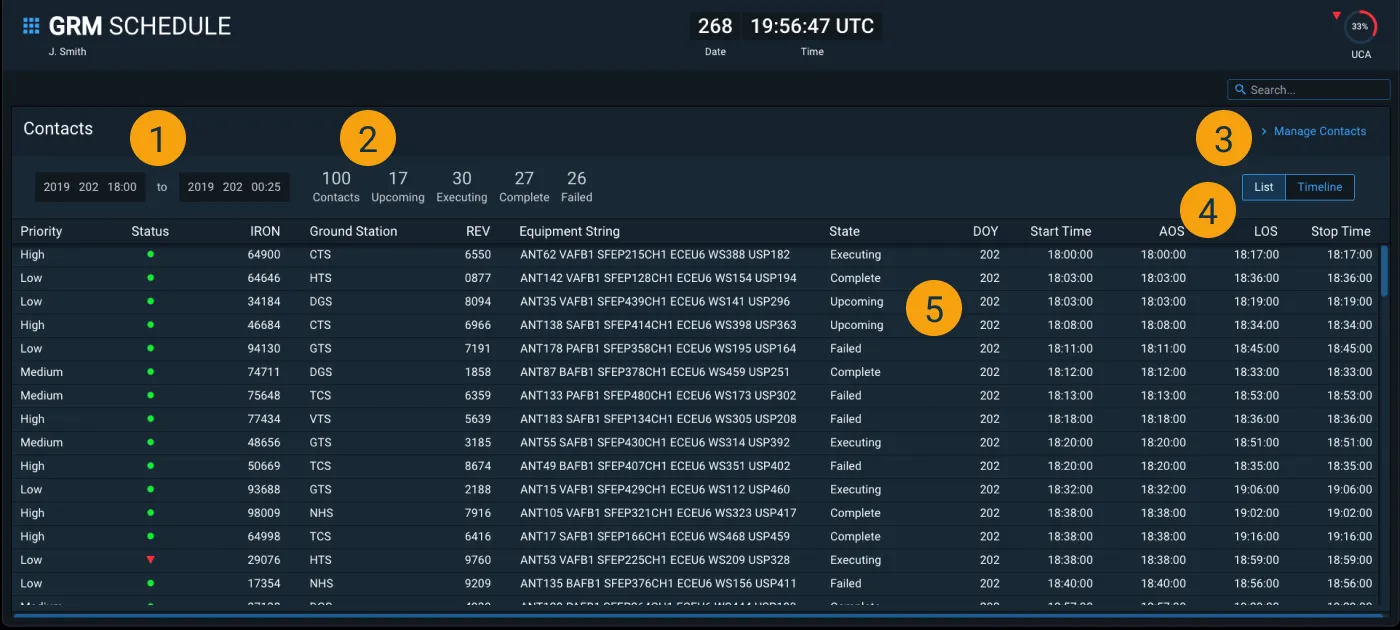 GRM SCHEDULE
J. Smith
268 19:56:47 UTC
Date Time
33%
UCA
Search...
Contacts
1
2
3
Manage Contacts
2019 202 18:00 to 2019 202 00:25
100 17 30 27 26
Contacts Upcoming Executing Complete Failed
List Timeline
4
Priority Status IRON Ground Station REV Equipment String State DOY Start Time AOS LOS Stop Time
High 64900 CTS 6550 ANT62 VAFB1 SFEP215CH1 ECEU6 WS388 USP182 Executing 202 18:00:00 18:00:00 18:17:00 18:17:00
Low 64646 HTS 0877 ANT142 VAFB1 SFEP128CH1 ECEU6 WS154 USP194 Complete 202 18:03:00 18:03:00 18:36:00 18:36:00
Low 34184 DGS 8094 ANT35 VAFB1 SFEP439CH1 ECEU6 WS141 USP296 Upcoming 202 18:03:00 18:03:00 18:19:00 18:19:00
5
High 46684 CTS 6966 ANT138 SAFB1 SFEP414CH1 ECEU6 WS398 USP363 Upcoming 202 18:08:00 18:08:00 18:34:00 18:34:00
Low 94130 GTS 7191 ANT178 PAFB1 SFEP358CH1 ECEU6 WS195 USP164 Failed 202 18:11:00 18:11:00 18:45:00 18:45:00
Medium 74711 DGS 1858 ANT87 BAFB1 SFEP378CH1 ECEU6 WS459 USP251 Complete 202 18:12:00 18:12:00 18:33:00 18:33:00
Medium 75648 TCS 6359 ANT133 PAFB1 SFEP480CH1 ECEU6 WS173 USP302 Failed 202 18:13:00 18:13:00 18:53:00 18:53:00
High 77434 VTS 5639 ANT183 SAFB1 SFEP134CH1 ECEU6 WS305 USP208 Failed 202 18:18:00 18:18:00 18:36:00 18:36:00
Medium 48656 GTS 3185 ANT55 SAFB1 SFEP430CH1 ECEU6 WS314 USP392 Executing 202 18:20:00 18:20:00 18:51:00 18:51:00
High 50669 TCS 8674 ANT49 BAFB1 SFEP407CH1 ECEU6 WS351 USP402 Failed 202 18:20:00 18:20:00 18:35:00 18:35:00
Low 93688 GTS 2188 ANT15 VAFB1 SFEP429CH1 ECEU6 WS112 USP460 Executing 202 18:32:00 18:32:00 19:06:00 19:06:00
High 98009 NHS 7916 ANT105 VAFB1 SFEP321CH1 ECEU6 WS323 USP417 Complete 202 18:38:00 18:38:00 19:02:00 19:02:00
High 64998 TCS 6416 ANT17 SAFB1 SFEP166CH1 ECEU6 WS468 USP459 Complete 202 18:38:00 18:38:00 19:16:00 19:16:00
Low 29076 HTS 9760 ANT53 VAFB1 SFEP225CH1 ECEU6 WS209 USP328 Executing 202 18:38:00 18:38:00 18:59:00 18:59:00
Low 17354 NHS 9209 ANT135 BAFB1 SFEP376CH1 ECEU6 WS156 USP411 Failed 202 18:40:00 18:40:00 18:56:00 18:56:00